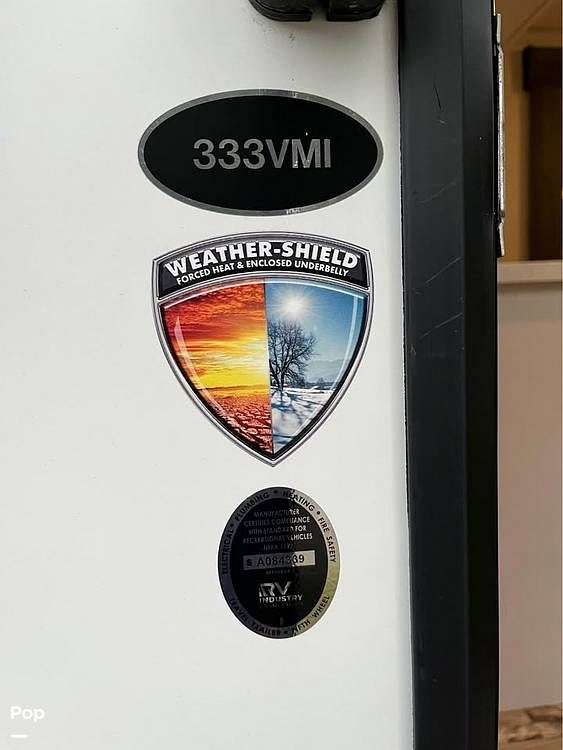 333VMI
WEATHER-SHIELD
FORCED HEAT & ENCLOSED UNDERBELLY
ELECTRICAL • PLUMBING • HEATING • FIRE SAFETY
MANUFACTURER
CERTIFIES COMPLIANCE
WITH STANDARD FOR
RECREATIONAL VEHICLES
RV
INDUSTRY
TRAVEL TRAILER • FIFTH WHEEL
Pop